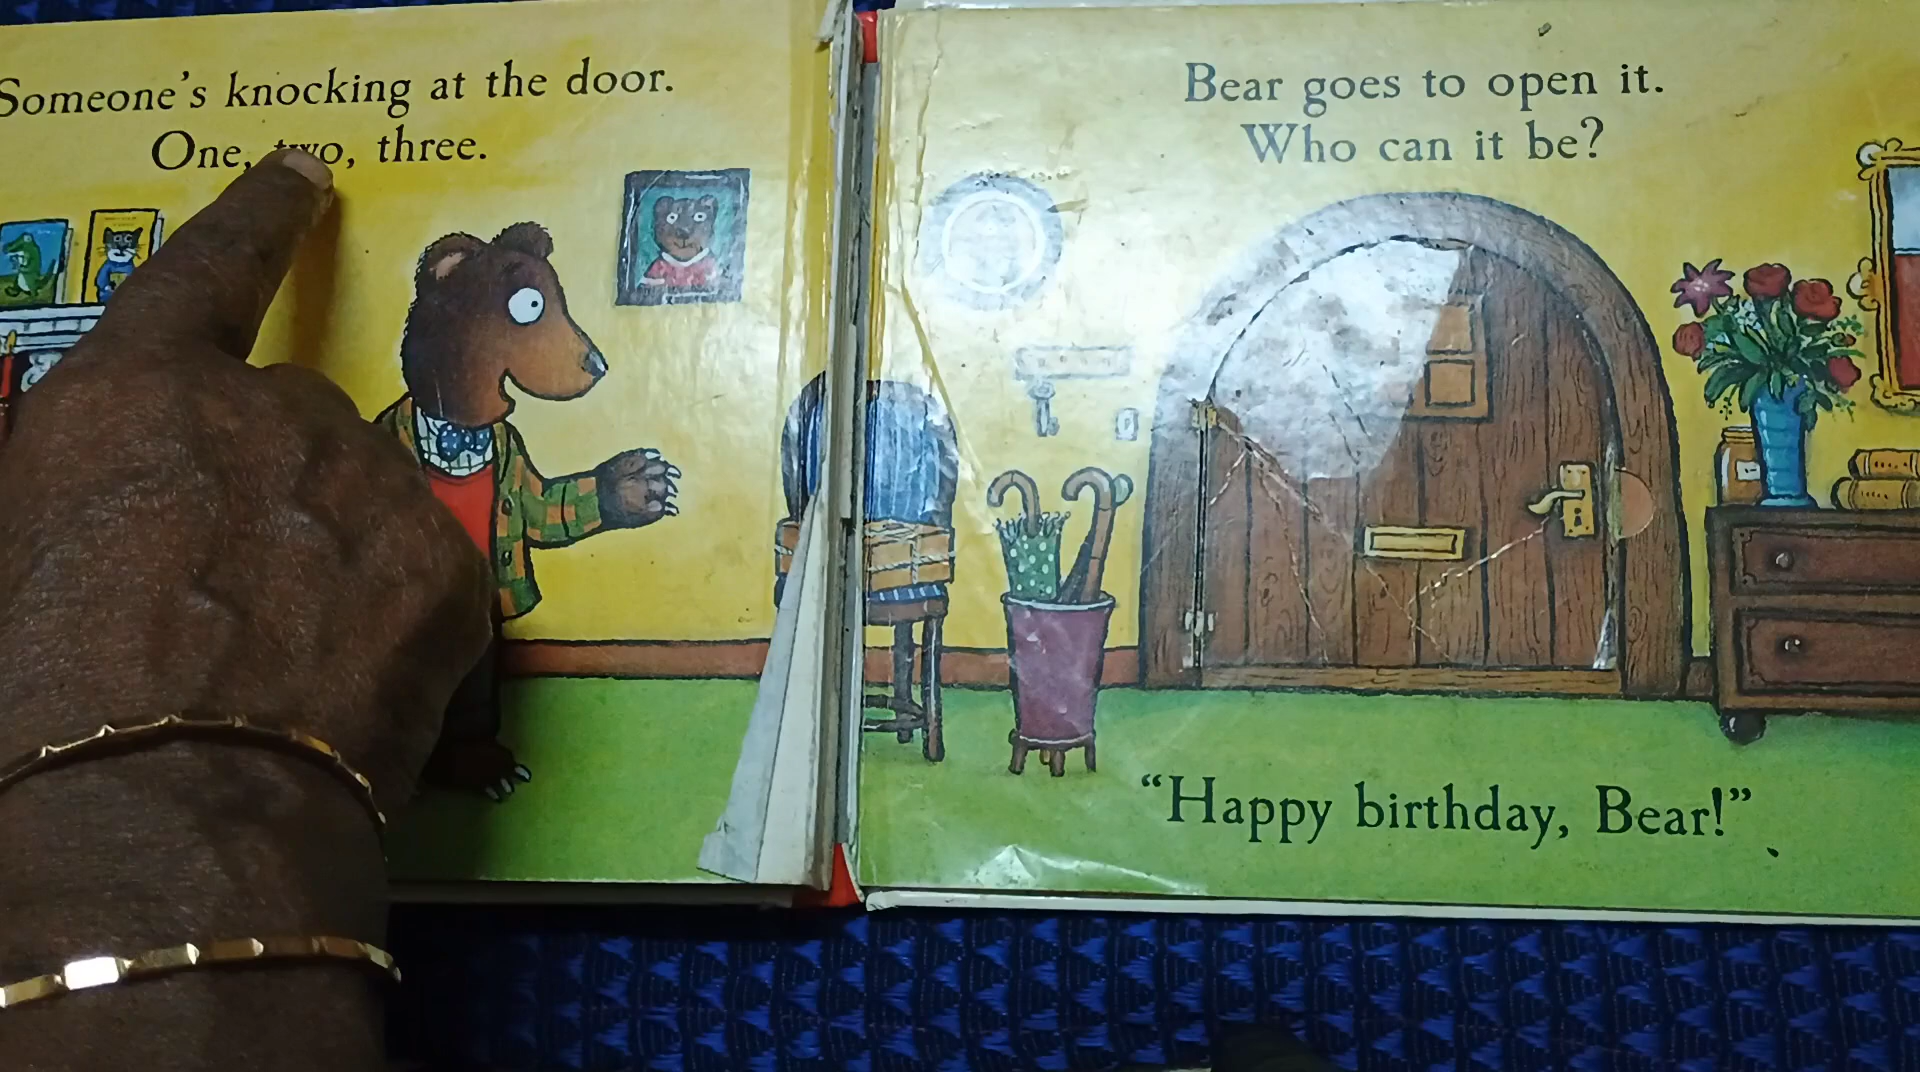 Someone's knocking at the door.
One, two, three.
Bear goes to open it.
Who can it be?
“Happy birthday, Bear!”